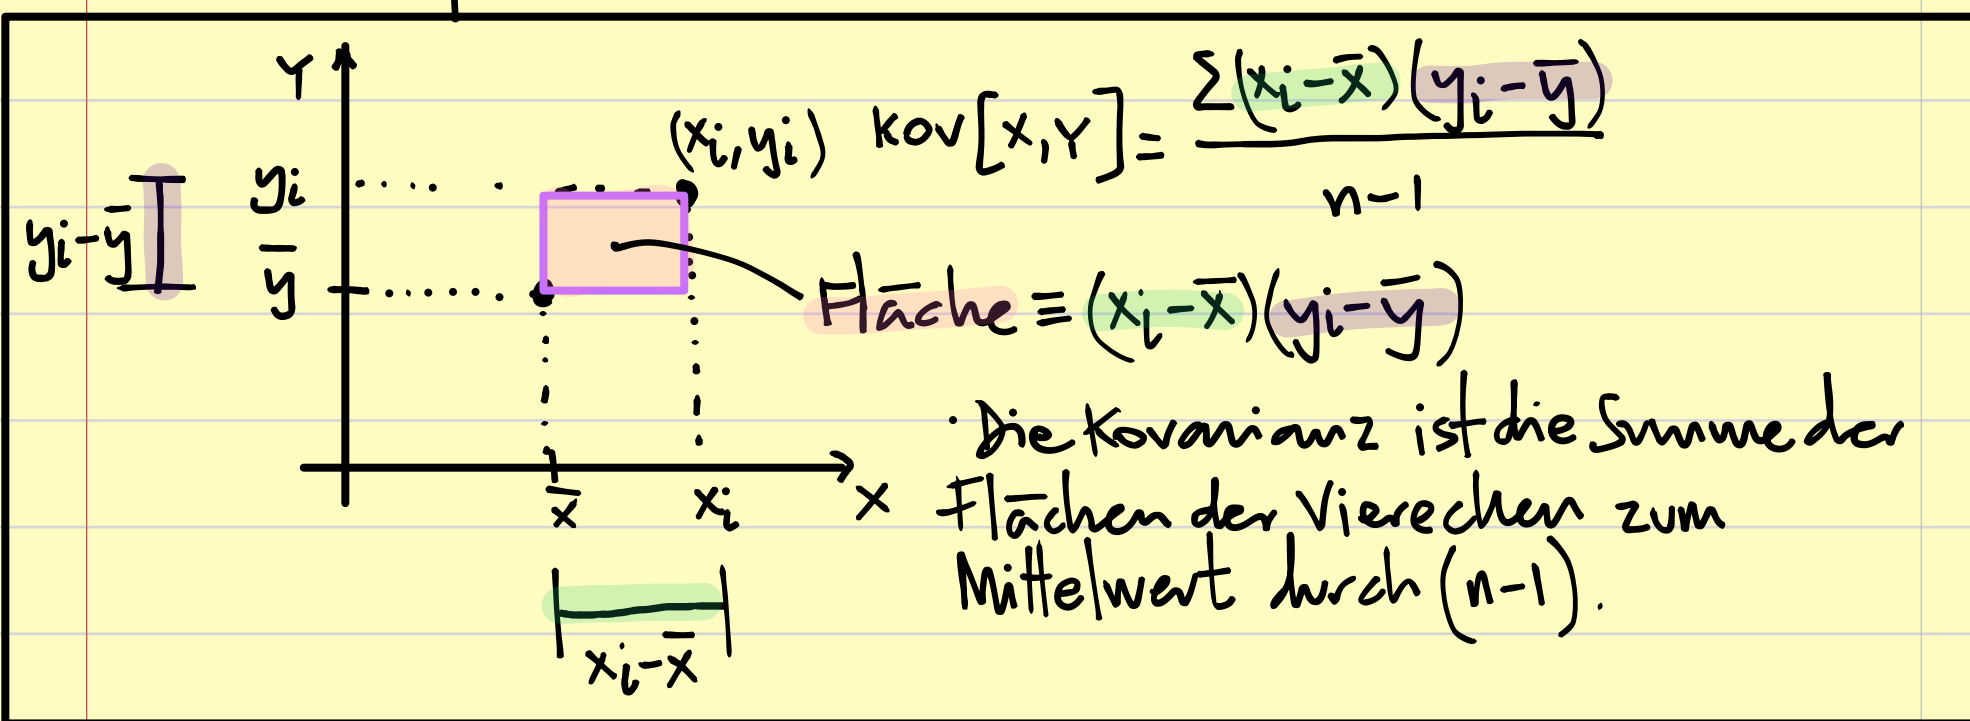 Y
(xi, yi)
Kov[X,Y] = Σ(xi-x̄)(yi-ȳ)
n-1
yi
yi-ȳ
ȳ
Fläche ≡ (xi-x̄)(yi-ȳ)
· Die Kovarianz ist die Summe der
x̄ xi X
Flächen der Vierecken zum
Mittelwert durch (n-1).
xi-x̄